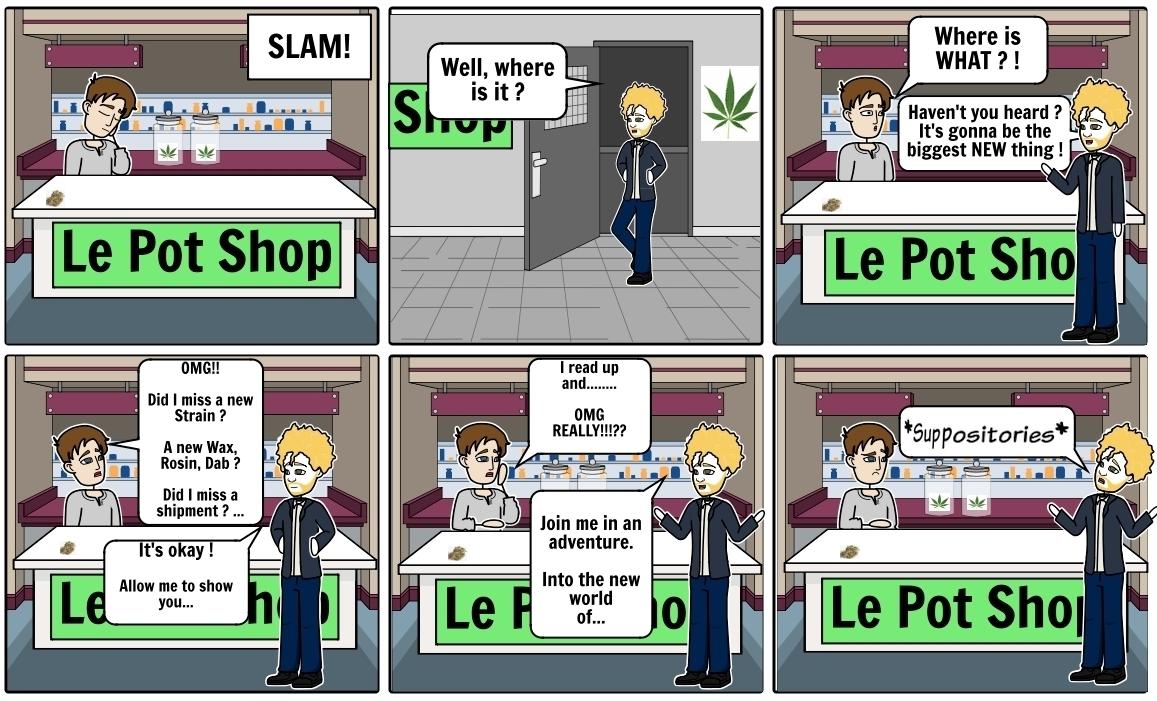 SLAM!
Le Pot Shop
Well, where
is it ?
Shop
Where is
WHAT ? !
Haven't you heard ?
It's gonna be the
biggest NEW thing !
Le Pot Sho
OMG!!
Did I miss a new
Strain ?
A new Wax,
Rosin, Dab ?
Did I miss a
shipment ? ...
It's okay !
Allow me to show
you...
Le hop
I read up
and........
OMG
REALLY!!!??
Join me in an
adventure.
Into the new
world
of...
Le P ho
*Suppositories*
Le Pot Shop